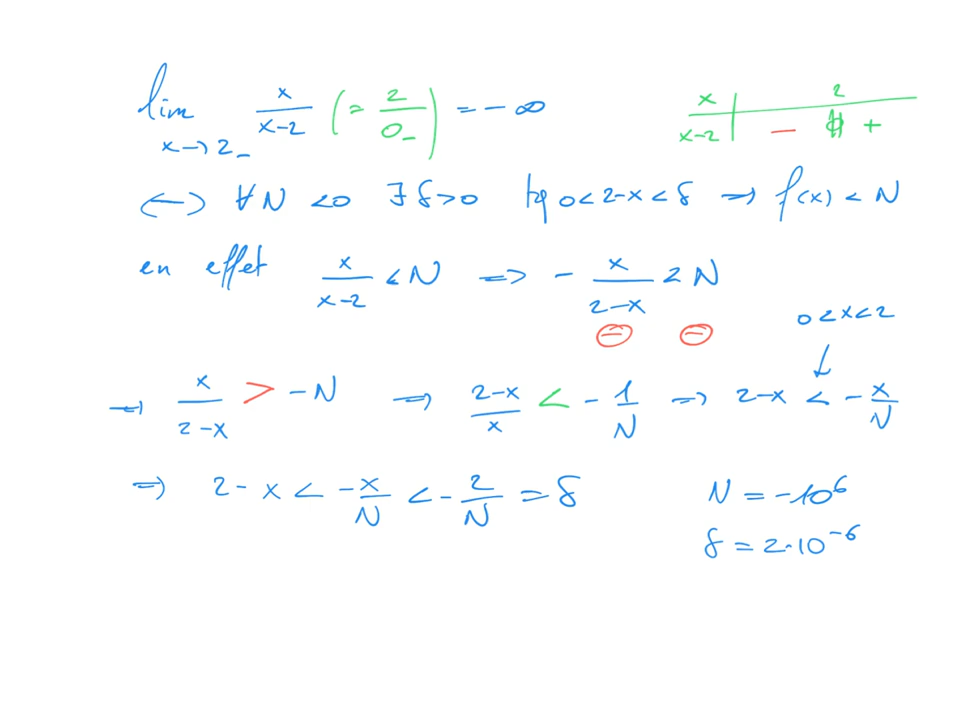 lim x→2₋ x/(x-2) (= 2/0₋) = -∞
x | 2
x-2 | - ∄ +
↔ ∀N <0 ∃ δ>0 tq 0<2-x<δ ⇒ f(x) < N
en effet x/(x-2) < N => - x/(2-x) < N
⊖ ⊖
0<x<2
↓
⇒ x/(2-x) > -N ⇒ (2-x)/x < - 1/N ⇒ 2-x < - x/N
⇒ 2-x < -x/N < - 2/N = δ
N = -10⁶
δ = 2·10⁻⁶